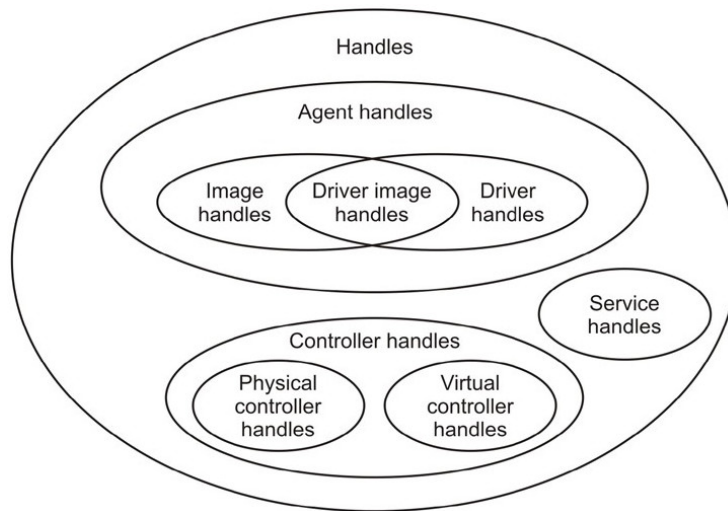 Handles
Agent handles
Image
handles
Driver image
handles
Driver
handles
Service
handles
Controller handles
Physical
controller
handles
Virtual
controller
handles